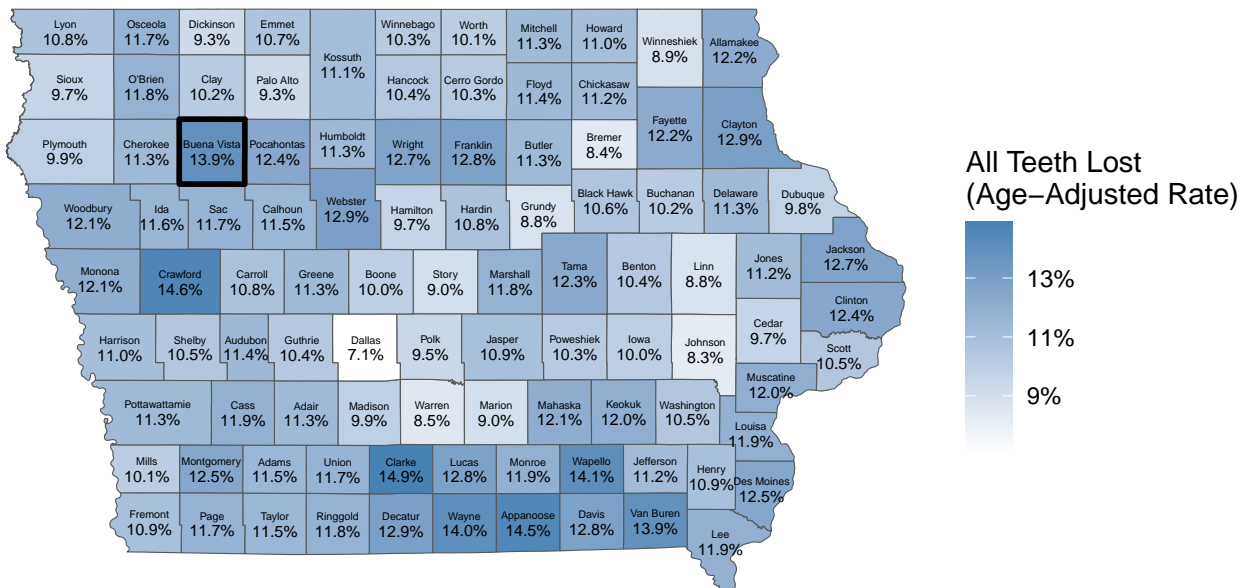 Lyon
10.8%
Osceola
11.7%
Dickinson
9.3%
Emmet
10.7%
Kossuth
11.1%
Winnebago
10.3%
Worth
10.1%
Mitchell
11.3%
Howard
11.0%
Winneshiek
8.9%
Allamakee
12.2%
Sioux
9.7%
O'Brien
11.8%
Clay
10.2%
Palo Alto
9.3%
Hancock
10.4%
Cerro Gordo
10.3%
Floyd
11.4%
Chickasaw
11.2%
Plymouth
9.9%
Cherokee
11.3%
Buena Vista
13.9%
Pocahontas
12.4%
Humboldt
11.3%
Wright
12.7%
Franklin
12.8%
Butler
11.3%
Bremer
8.4%
Fayette
12.2%
Clayton
12.9%
Woodbury
12.1%
Ida
11.6%
Sac
11.7%
Calhoun
11.5%
Webster
12.9%
Hamilton
9.7%
Hardin
10.8%
Grundy
8.8%
Black Hawk
10.6%
Buchanan
10.2%
Delaware
11.3%
Dubuque
9.8%
Monona
12.1%
Crawford
14.6%
Carroll
10.8%
Greene
11.3%
Boone
10.0%
Story
9.0%
Marshall
11.8%
Tama
12.3%
Benton
10.4%
Linn
8.8%
Jones
11.2%
Jackson
12.7%
Clinton
12.4%
Harrison
11.0%
Shelby
10.5%
Audubon
11.4%
Guthrie
10.4%
Dallas
7.1%
Polk
9.5%
Jasper
10.9%
Poweshiek
10.3%
Iowa
10.0%
Johnson
8.3%
Cedar
9.7%
Scott
10.5%
Muscatine
12.0%
Pottawattamie
11.3%
Cass
11.9%
Adair
11.3%
Madison
9.9%
Warren
8.5%
Marion
9.0%
Mahaska
12.1%
Keokuk
12.0%
Washington
10.5%
Louisa
11.9%
Mills
10.1%
Montgomery
12.5%
Adams
11.5%
Union
11.7%
Clarke
14.9%
Lucas
12.8%
Monroe
11.9%
Wapello
14.1%
Jefferson
11.2%
Henry
10.9%
Des Moines
12.5%
Fremont
10.9%
Page
11.7%
Taylor
11.5%
Ringgold
11.8%
Decatur
12.9%
Wayne
14.0%
Appanoose
14.5%
Davis
12.8%
Van Buren
13.9%
Lee
11.9%
All Teeth Lost
(Age−Adjusted Rate)
13%
11%
9%